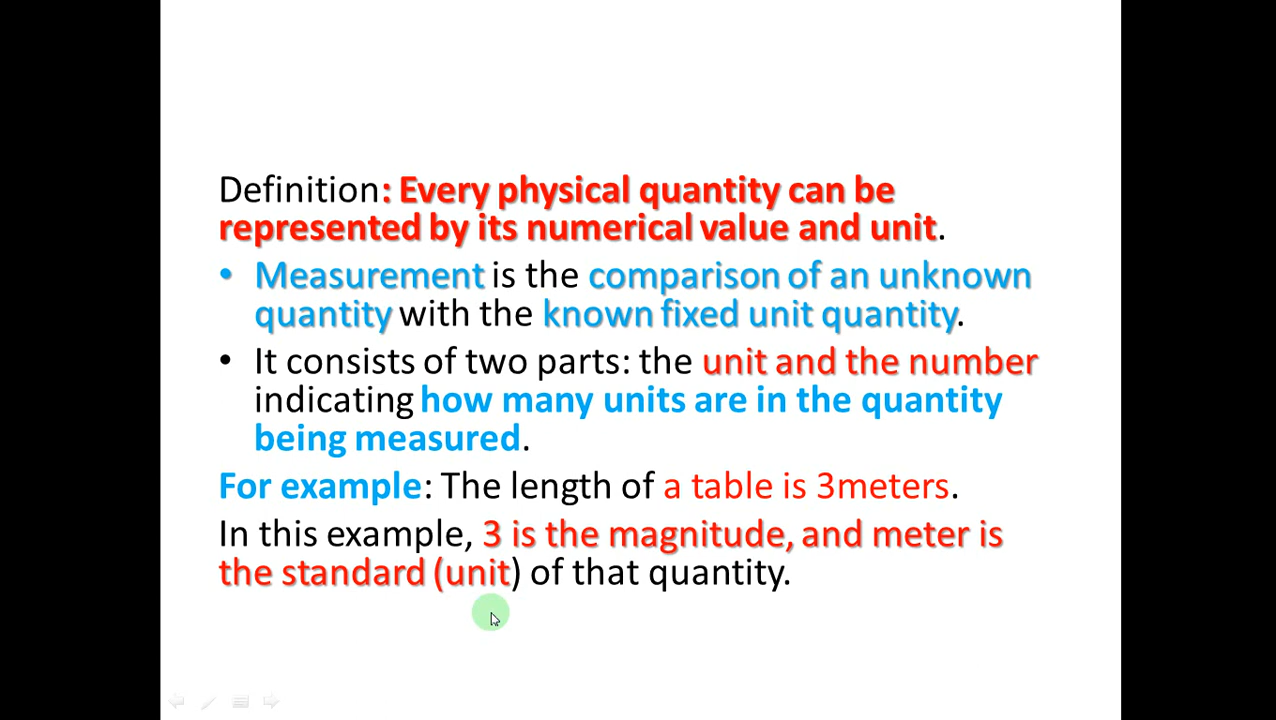 Definition: Every physical quantity can be
represented by its numerical value and unit.
• Measurement is the comparison of an unknown
quantity with the known fixed unit quantity.
• It consists of two parts: the unit and the number
indicating how many units are in the quantity
being measured.
For example: The length of a table is 3meters.
In this example, 3 is the magnitude, and meter is
the standard (unit) of that quantity.